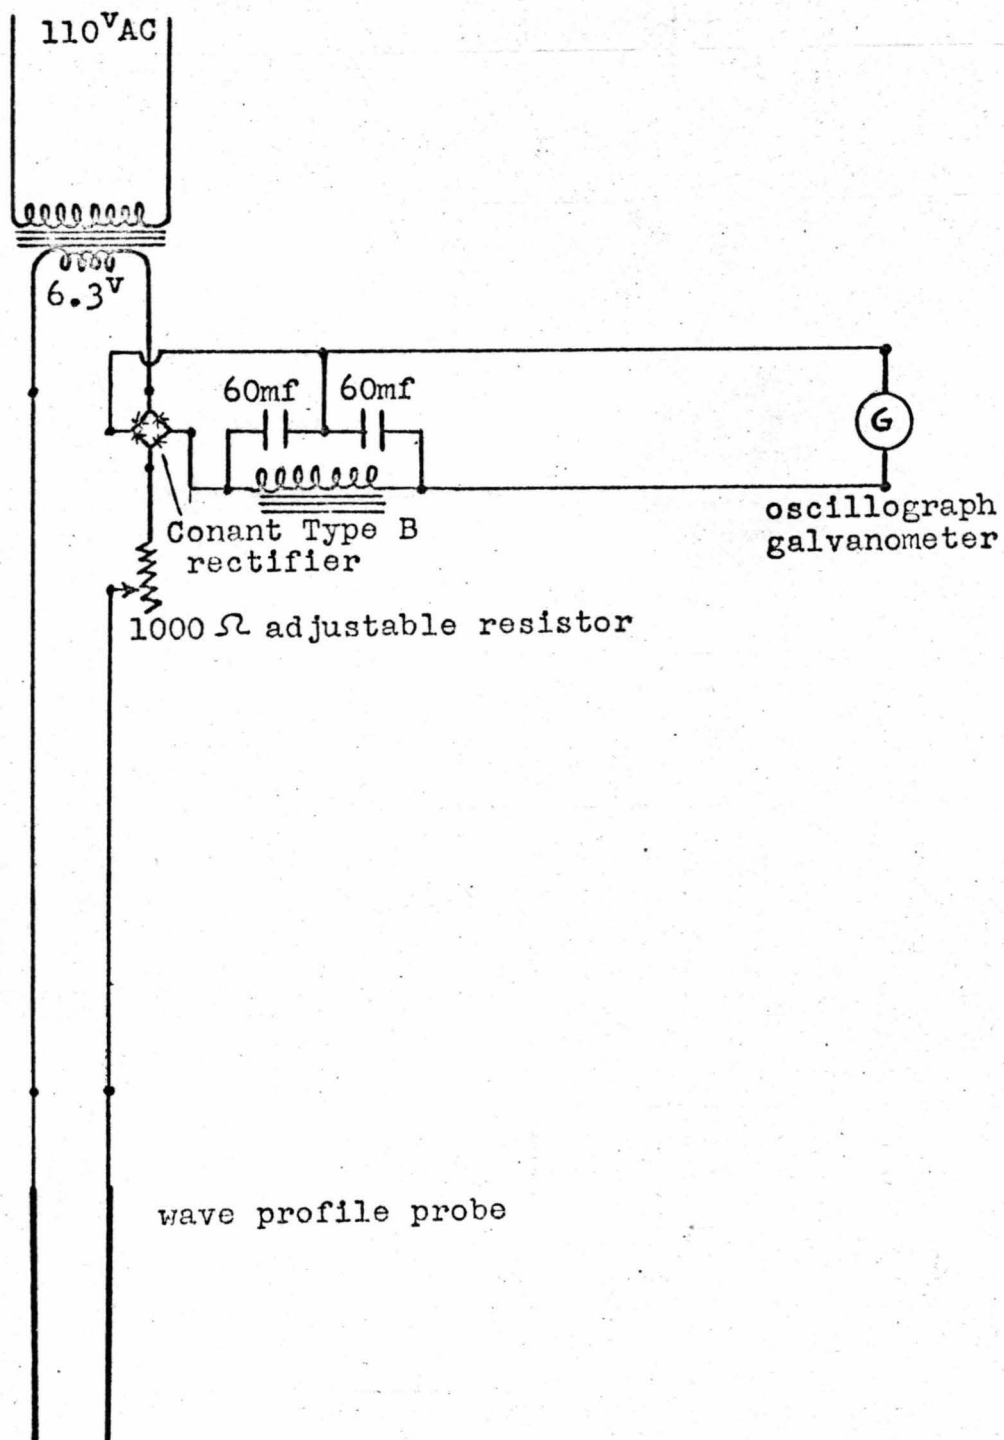 110ⱽAC
6.3ⱽ
60mf 60mf
G
oscillograph
galvanometer
Conant Type B
rectifier
1000 Ω adjustable resistor
wave profile probe